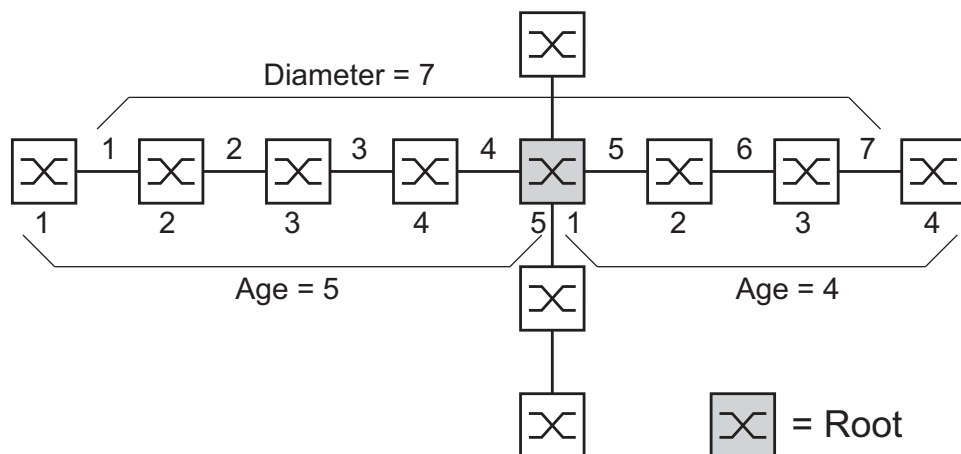 Diameter = 7
1 2 3 4 5 6 7
1 2 3 4 5 1 2 3 4
Age = 5 Age = 4
= Root